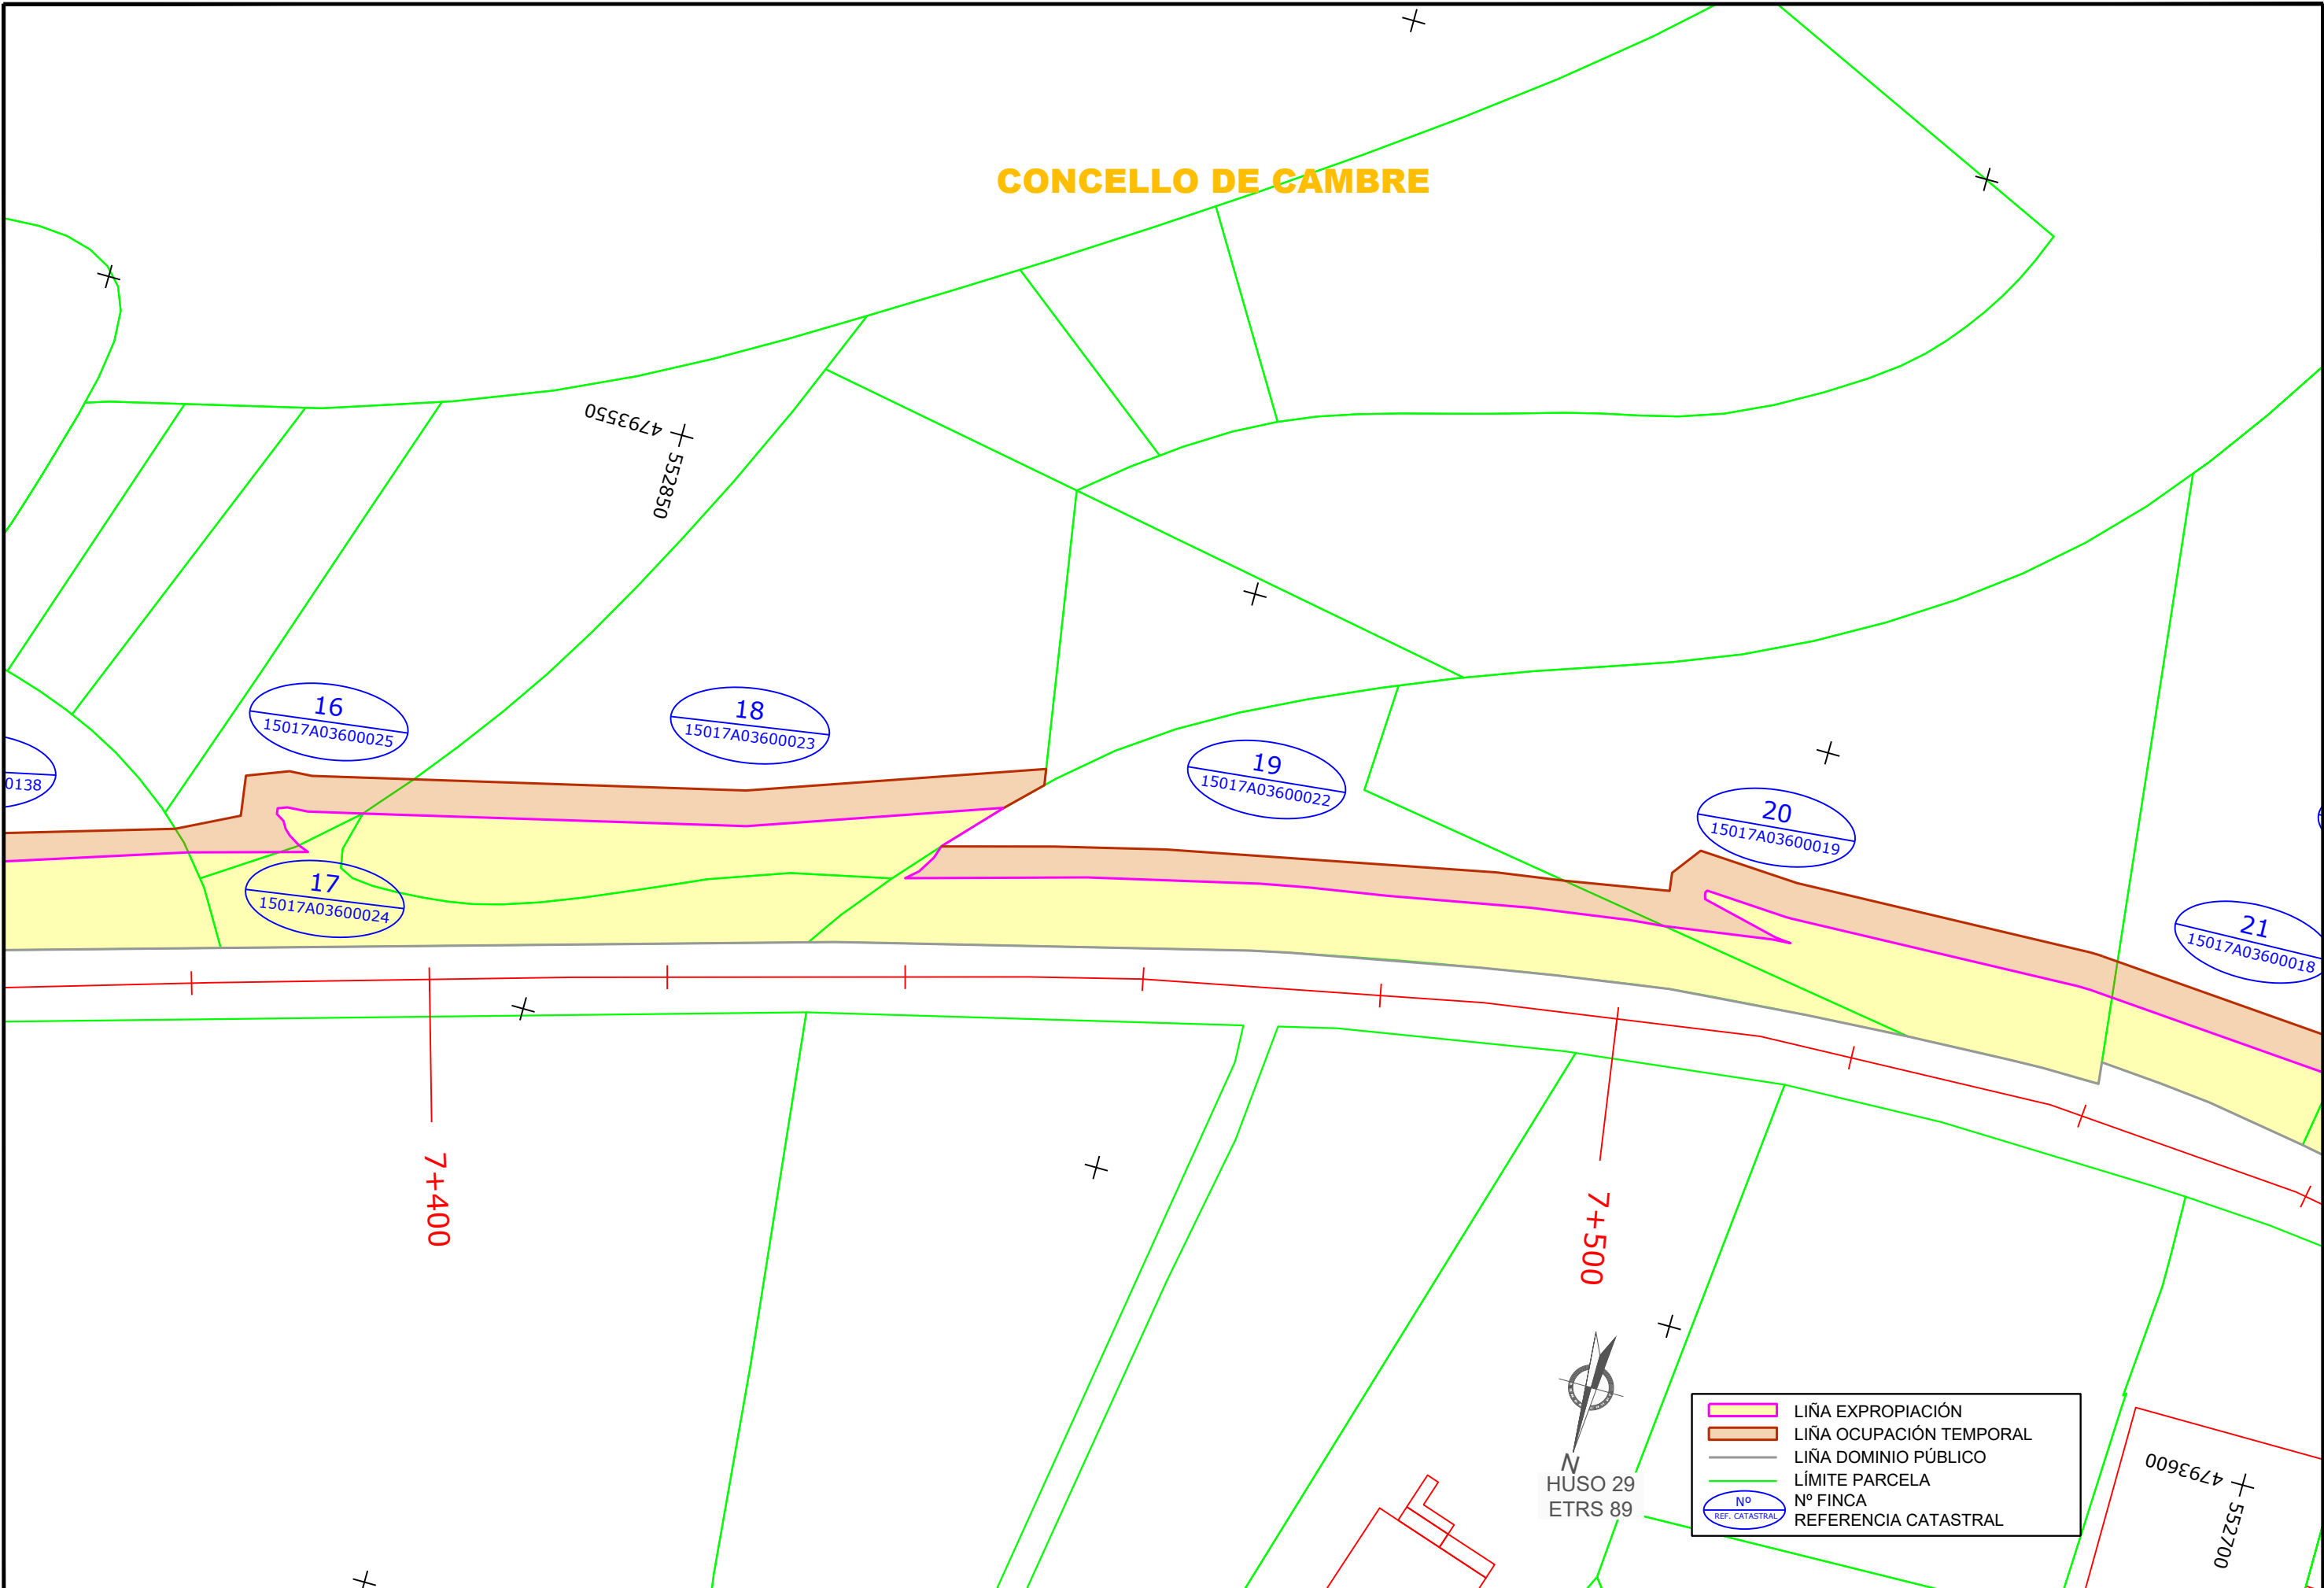 CONCELLO DE CAMBRE
4793550
552850
16
15017A03600025
18
15017A03600023
19
15017A03600022
0138
20
15017A03600019
17
15017A03600024
21
15017A03600018
7+400
7+500
N
HUSO 29
ETRS 89
LIÑA EXPROPIACIÓN
LIÑA OCUPACIÓN TEMPORAL
LIÑA DOMINIO PÚBLICO
LÍMITE PARCELA
Nº
REF. CATASTRAL
Nº FINCA
REFERENCIA CATASTRAL
4793600
552700